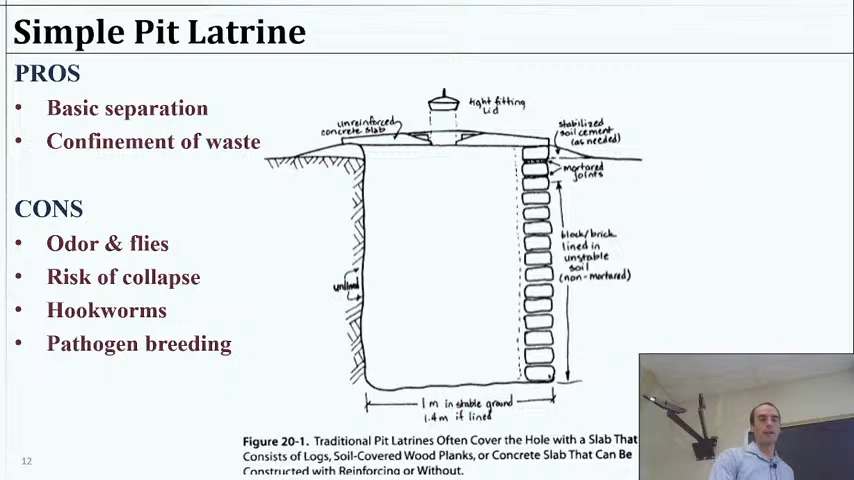 Simple Pit Latrine
PROS
• Basic separation
• Confinement of waste
CONS
• Odor & flies
• Risk of collapse
• Hookworms
• Pathogen breeding
tight fitting
lid
unreinforced
concrete slab
stabilized
soil cement
(as needed)
mortared
joints
block/brick
lined in
unstable
soil
(non-mortared)
unlined
1 m in stable ground
1.4 m if lined
Figure 20-1. Traditional Pit Latrines Often Cover the Hole with a Slab That
Consists of Logs, Soil-Covered Wood Planks, or Concrete Slab That Can Be
Constructed with Reinforcing or Without.
12